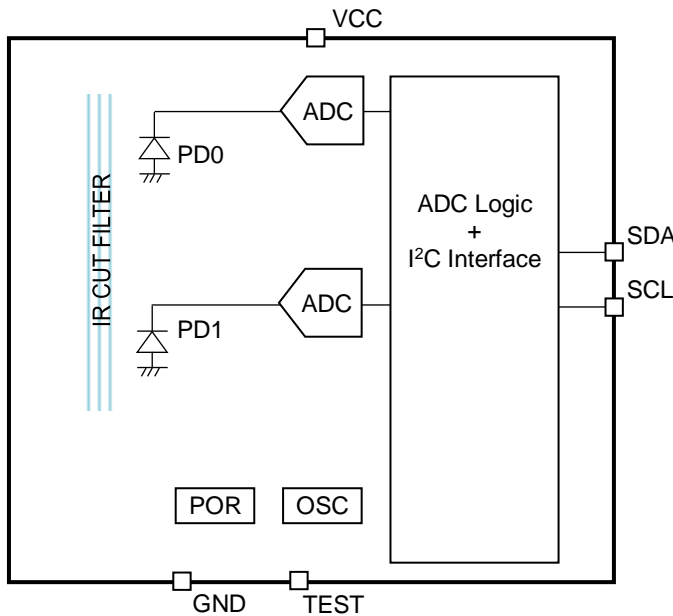 VCC
ADC
PD0
IR CUT FILTER
ADC Logic
+
I²C Interface
SDA
SCL
ADC
PD1
POR
OSC
GND
TEST